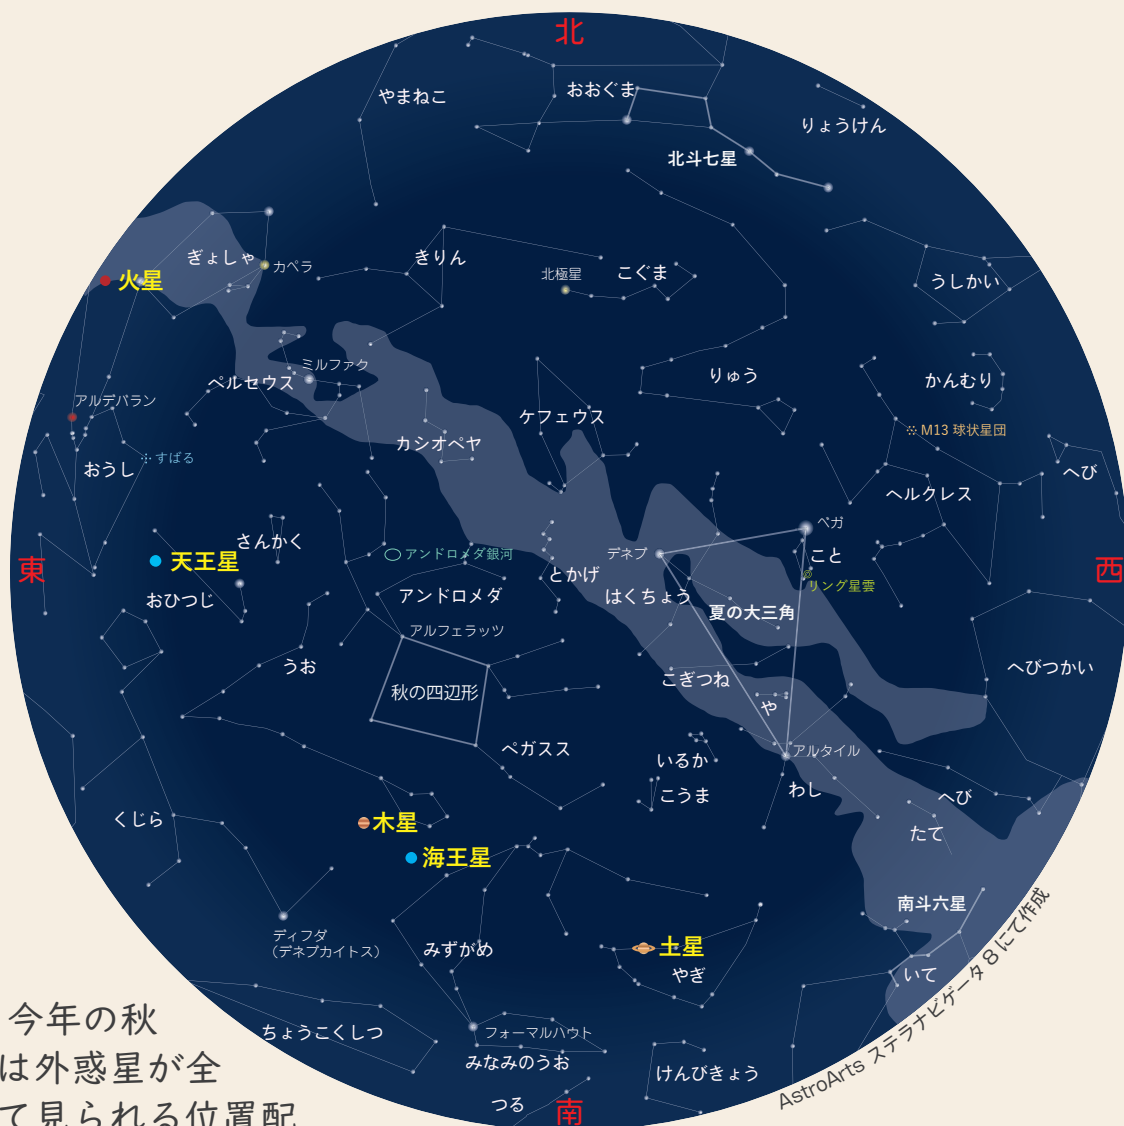 北
やまねこ
おおぐま
りょうけん
北斗七星
ぎょしゃ
カペラ
火星
きりん
北極星
こぐま
うしかい
ミルファク
ペルセウス
りゅう
かんむり
アルデバラン
ケフェウス
カシオペヤ
M13 球状星団
おうし
すばる
へび
ヘルクレス
ベガ
さんかく
アンドロメダ銀河
デネブ
こと
東
天王星
とかげ
西
リング星雲
おひつじ
アンドロメダ
はくちょう
夏の大三角
アルフェラッツ
うお
へびつかい
秋の四辺形
こぎつね
や
ペガスス
いるか
アルタイル
わし
こうま
へび
くじら
木星
たて
海王星
南斗六星
ディフダ
(デネブカイトス)
みずがめ
土星
やぎ
いて
ちょうこくしつ
フォーマルハウト
みなみのうお
けんびきょう
つる
南
AstroArts ステラナビゲータ8にて作成
今年の秋
は外惑星が全
て見られる位置配